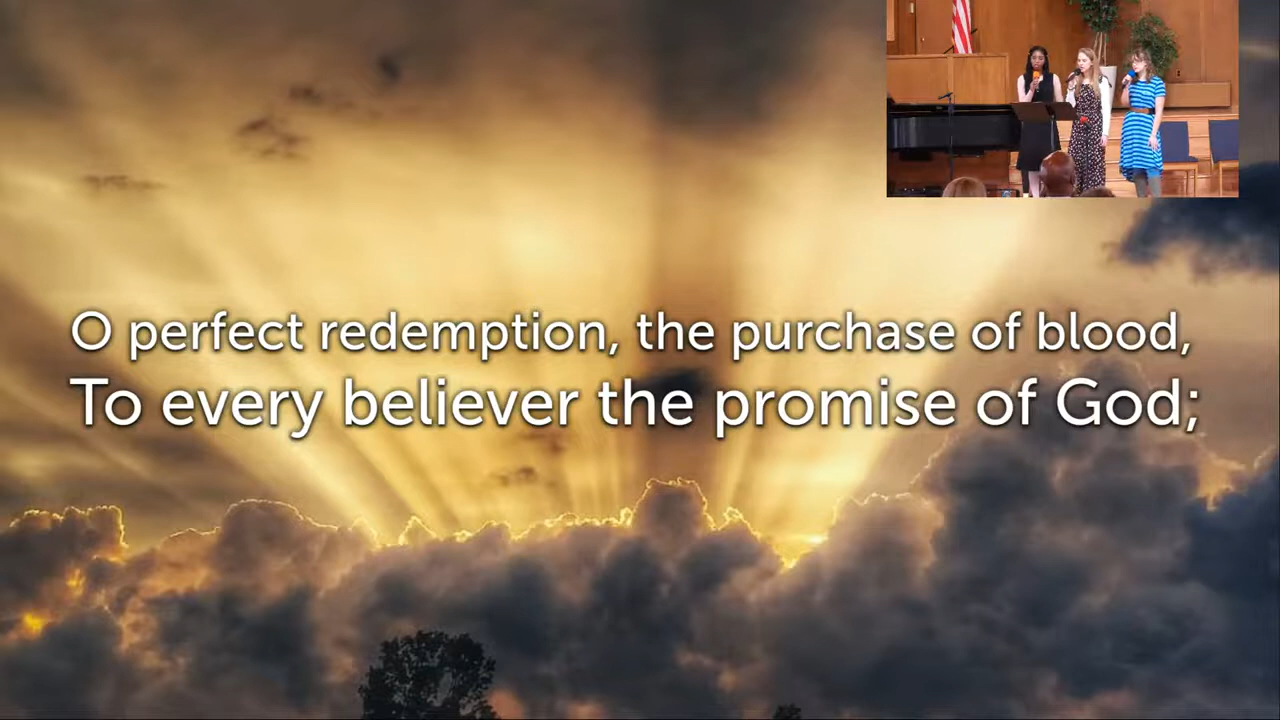 O perfect redemption, the purchase of blood,
To every believer the promise of God;